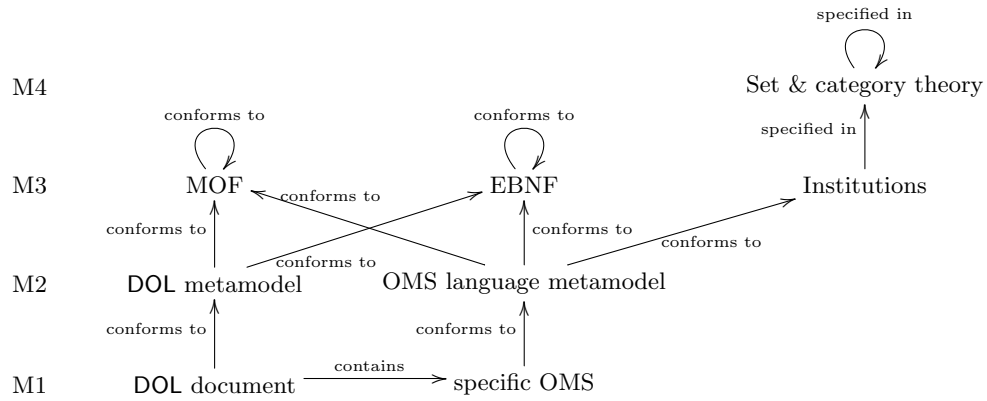 specified in
M4
Set & category theory
conforms to
conforms to
specified in
M3
MOF
EBNF
Institutions
conforms to
conforms to
conforms to
conforms to
conforms to
M2
DOL metamodel
OMS language metamodel
conforms to
conforms to
contains
M1
DOL document
specific OMS